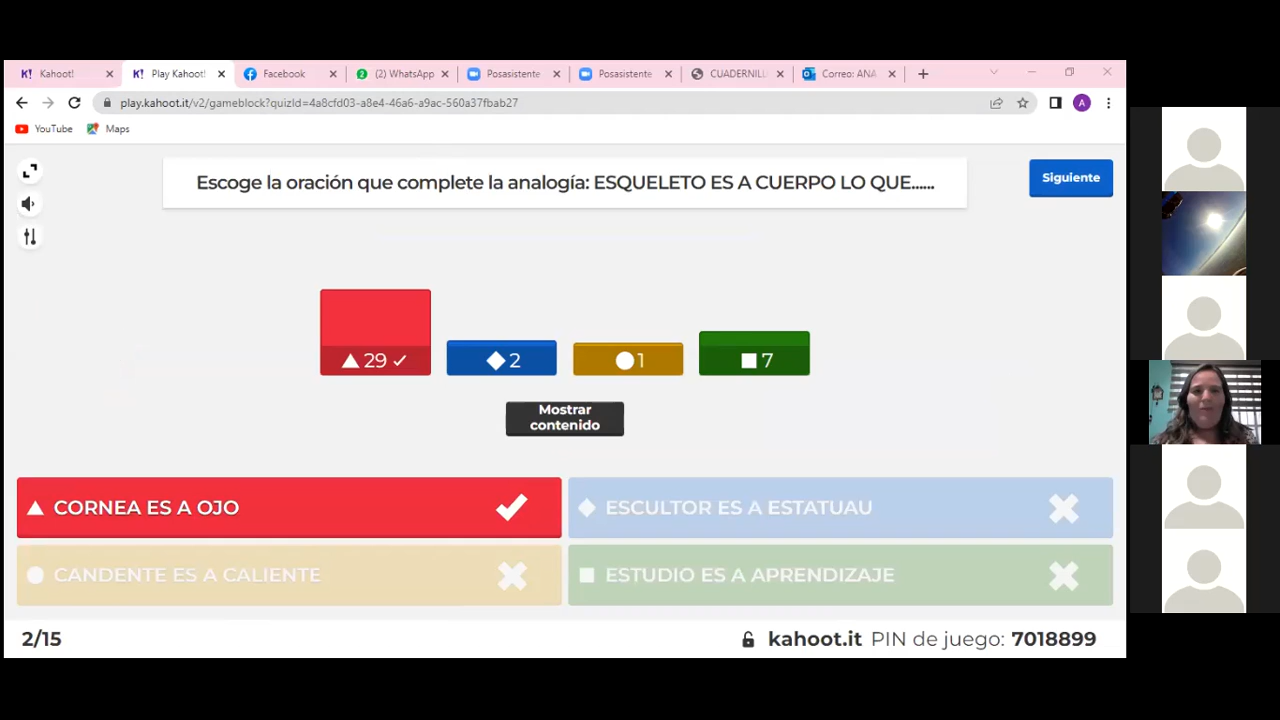 K! Kahoot! × K! Play Kahoot! × Facebook × (2) WhatsApp × Posasistente × Posasistente × CUADERNILL × Correo: ANA × +
play.kahoot.it/v2/gameblock?quizId=4a8cfd03-a8e4-46a6-a9ac-560a37fbab27 A
YouTube Maps
Escoge la oración que complete la analogía: ESQUELETO ES A CUERPO LO QUE......
Siguiente
29
2
1
7
Mostrar
contenido
CORNEA ES A OJO
ESCULTOR ES A ESTATUAU
CANDENTE ES A CALIENTE
ESTUDIO ES A APRENDIZAJE
2/15
kahoot.it PIN de juego: 7018899